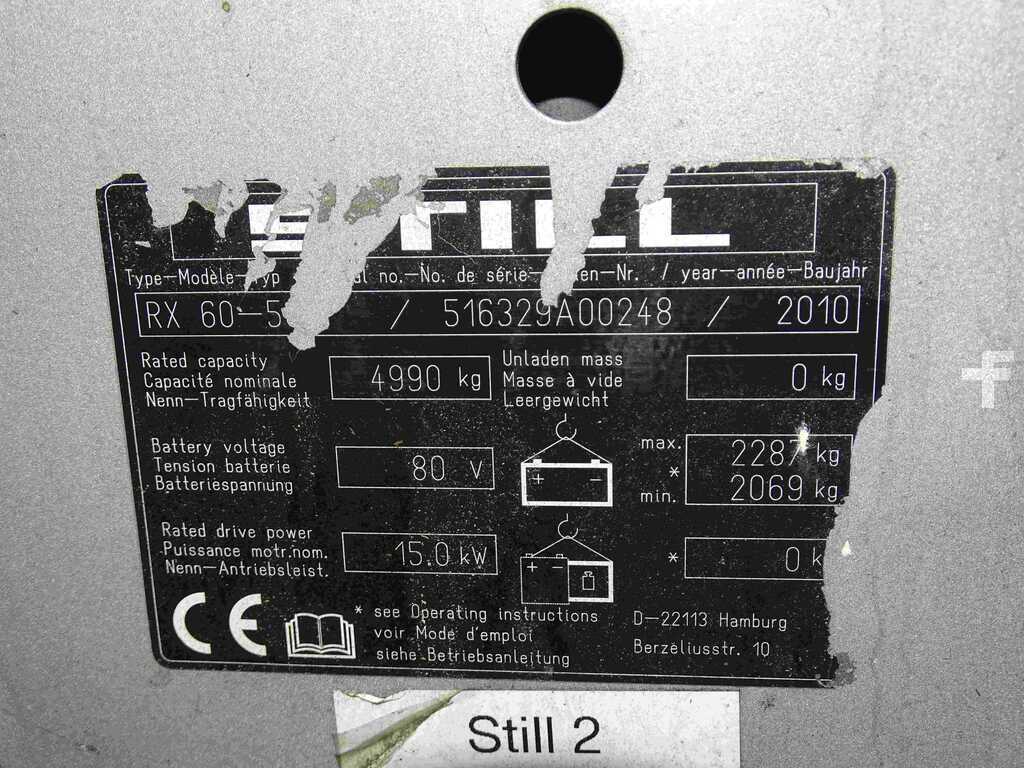 STILL
Type–Modèle–Typ
no.–No. de série / year–année–Baujahr
RX 60–5 / 516329A00248 / 2010
Rated capacity
Capacité nominale
Nenn–Tragfähigkeit
4990 kg
Unladen mass
Masse à vide
Leergewicht
0 kg
Battery voltage
Tension batterie
Batteriespannung
80 V
+ –
max. 2287 kg
*
min. 2069 kg
Rated drive power
Puissance motr.nom.
Nenn–Antriebsleist.
15.0 kW
+ –
* 0 k
CE
* see Operating instructions
voir Mode d'emploi
siehe Betriebsanleitung
D–22113 Hamburg
Berzeliusstr. 10
Still 2